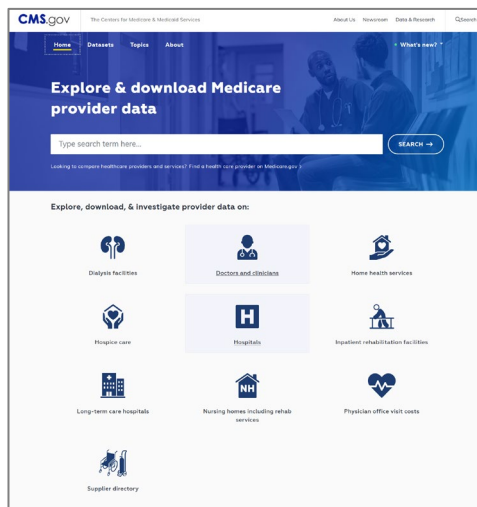 CMS.gov
The Centers for Medicare & Medicaid Services
About Us Newsroom Data & Research Search
Home Datasets Topics About What's new?
Explore & download Medicare
provider data
Type search term here...
SEARCH →
Looking to compare healthcare providers and services? Find a health care provider on Medicare.gov
Explore, download, & investigate provider data on:
Dialysis facilities
Doctors and clinicians
Home health services
Hospice care
H
Hospitals
Inpatient rehabilitation facilities
Long-term care hospitals
NH
Nursing homes including rehab
services
Physician office visit costs
Supplier directory